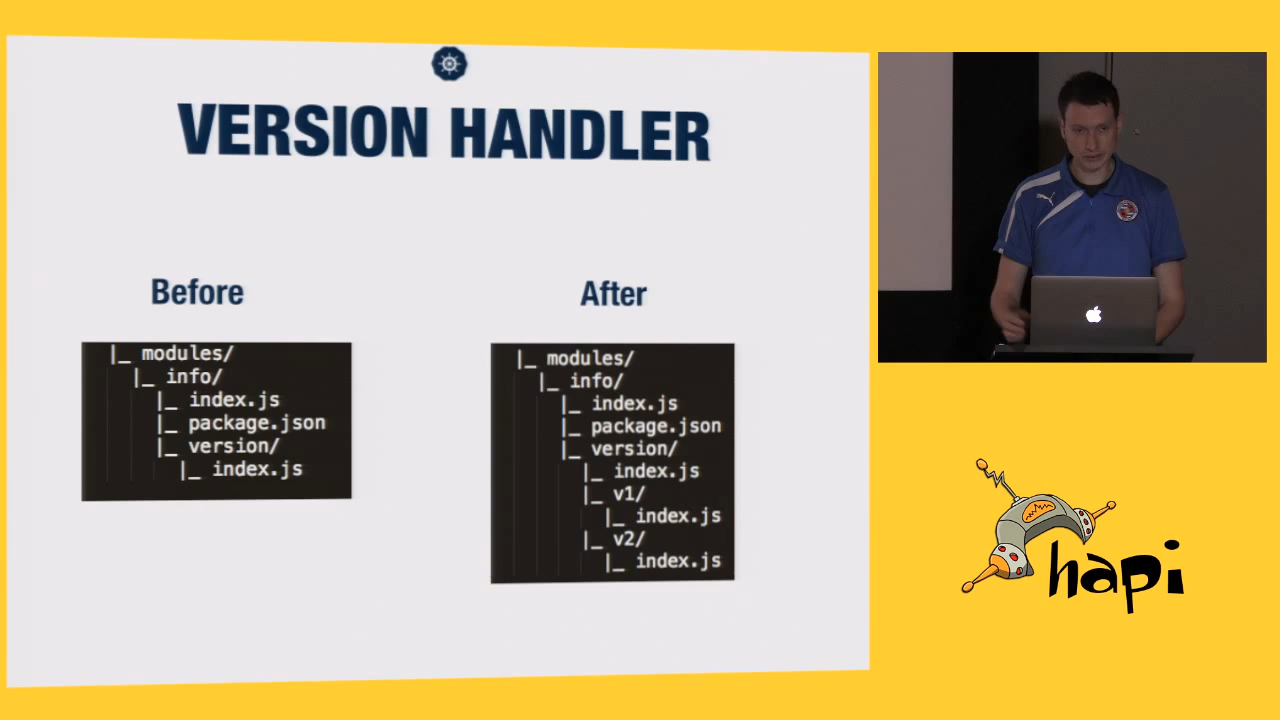 VERSION HANDLER
Before
|_ modules/
|_ info/
|_ index.js
|_ package.json
|_ version/
|_ index.js
After
|_ modules/
|_ info/
|_ index.js
|_ package.json
|_ version/
|_ index.js
|_ v1/
|_ index.js
|_ v2/
|_ index.js
hapi